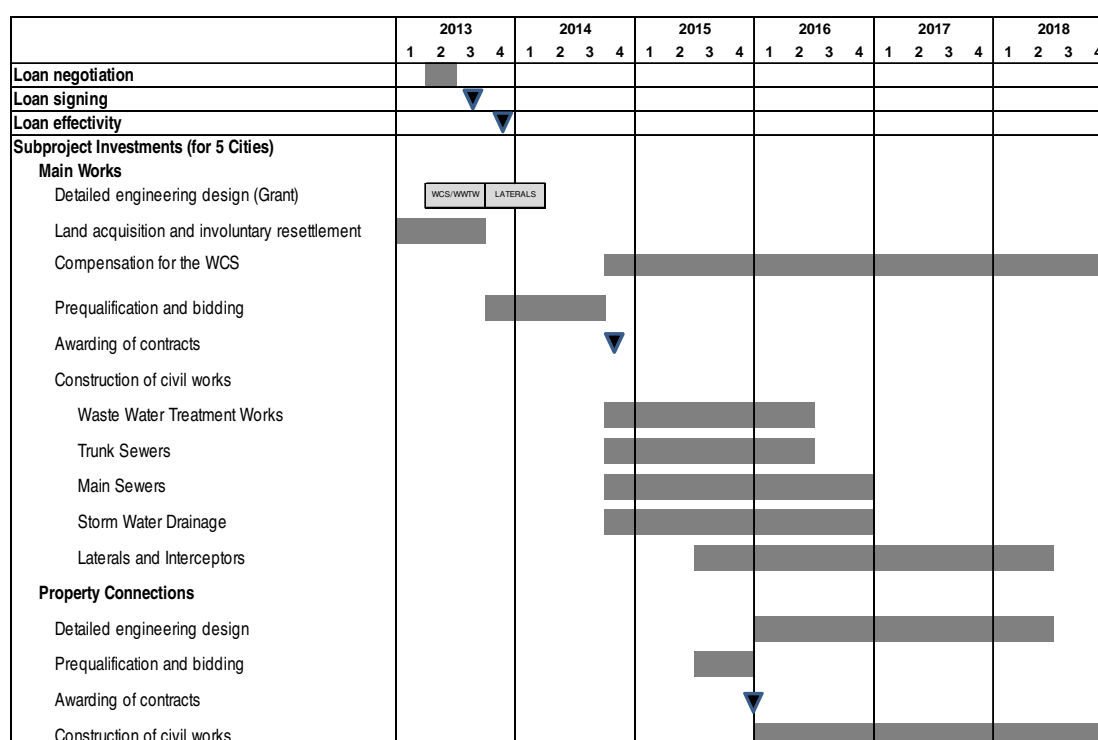 2013 2014 2015 2016 2017 2018
1 2 3 4 1 2 3 4 1 2 3 4 1 2 3 4 1 2 3 4 1 2 3 4
Loan negotiation
Loan signing
Loan effectivity
Subproject Investments (for 5 Cities)
Main Works
Detailed engineering design (Grant) WCS/WWTW LATERALS
Land acquisition and involuntary resettlement
Compensation for the WCS
Prequalification and bidding
Awarding of contracts
Construction of civil works
Waste Water Treatment Works
Trunk Sewers
Main Sewers
Storm Water Drainage
Laterals and Interceptors
Property Connections
Detailed engineering design
Prequalification and bidding
Awarding of contracts
Construction of civil works